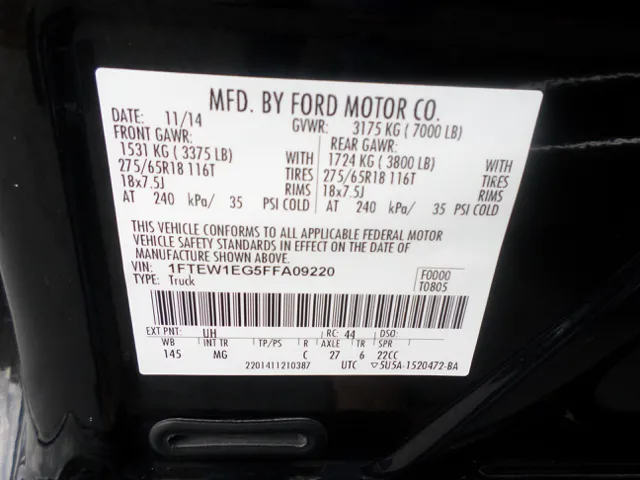 MFD. BY FORD MOTOR CO.
DATE: 11/14 GVWR: 3175 KG ( 7000 LB)
FRONT GAWR: REAR GAWR:
1531 KG ( 3375 LB) WITH 1724 KG ( 3800 LB) WITH
275/65R18 116T TIRES 275/65R18 116T TIRES
18x7.5J RIMS 18x7.5J RIMS
AT 240 kPa/ 35 PSI COLD AT 240 kPa/ 35 PSI COLD
THIS VEHICLE CONFORMS TO ALL APPLICABLE FEDERAL MOTOR
VEHICLE SAFETY STANDARDS IN EFFECT ON THE DATE OF
MANUFACTURE SHOWN ABOVE.
VIN: 1FTEW1EG5FFA09220 F0000
TYPE: Truck T0805
EXT PNT: UH RC: 44 DSO:
WB INT TR TP/PS R AXLE TR SPR
145 MG C 27 6 22CC
2201411210387 UTC ▽5U5A-1520472-BA